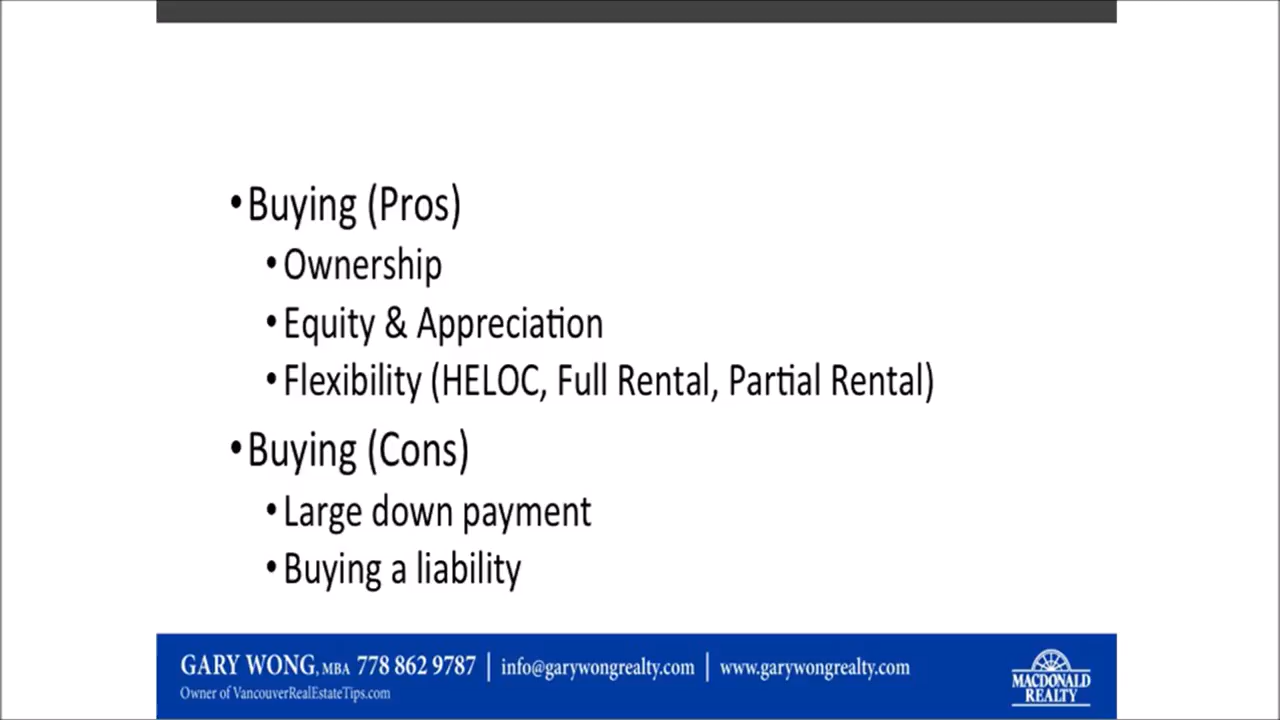 •Buying (Pros)
•Ownership
•Equity & Appreciation
•Flexibility (HELOC, Full Rental, Partial Rental)
•Buying (Cons)
•Large down payment
•Buying a liability
GARY WONG, MBA 778 862 9787 | info@garywongrealty.com | www.garywongrealty.com
Owner of VancouverRealEstateTips.com
MACDONALD
REALTY